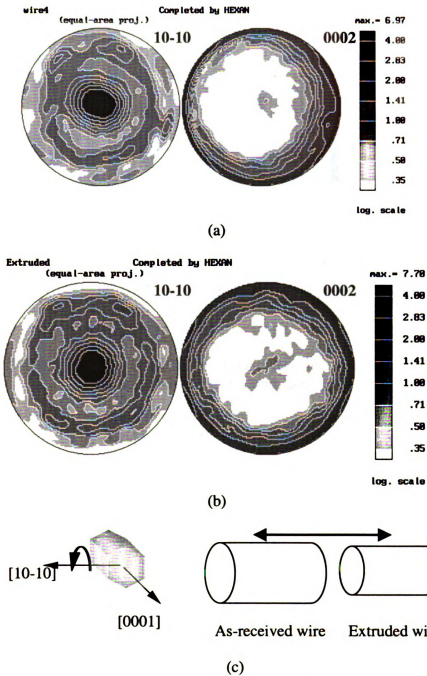 wire4 Completed by HEXAN
(equal-area proj.) 10-10 0002
max.= 6.97
4.00
2.83
2.00
1.41
1.00
.71
.50
.35
log. scale
(a)
Extruded Completed by HEXAN
(equal-area proj.) 10-10 0002
max.= 7.70
4.00
2.83
2.00
1.41
1.00
.71
.50
.35
log. scale
(b)
[10-10]
[0001]
As-received wire Extruded wi
(c)